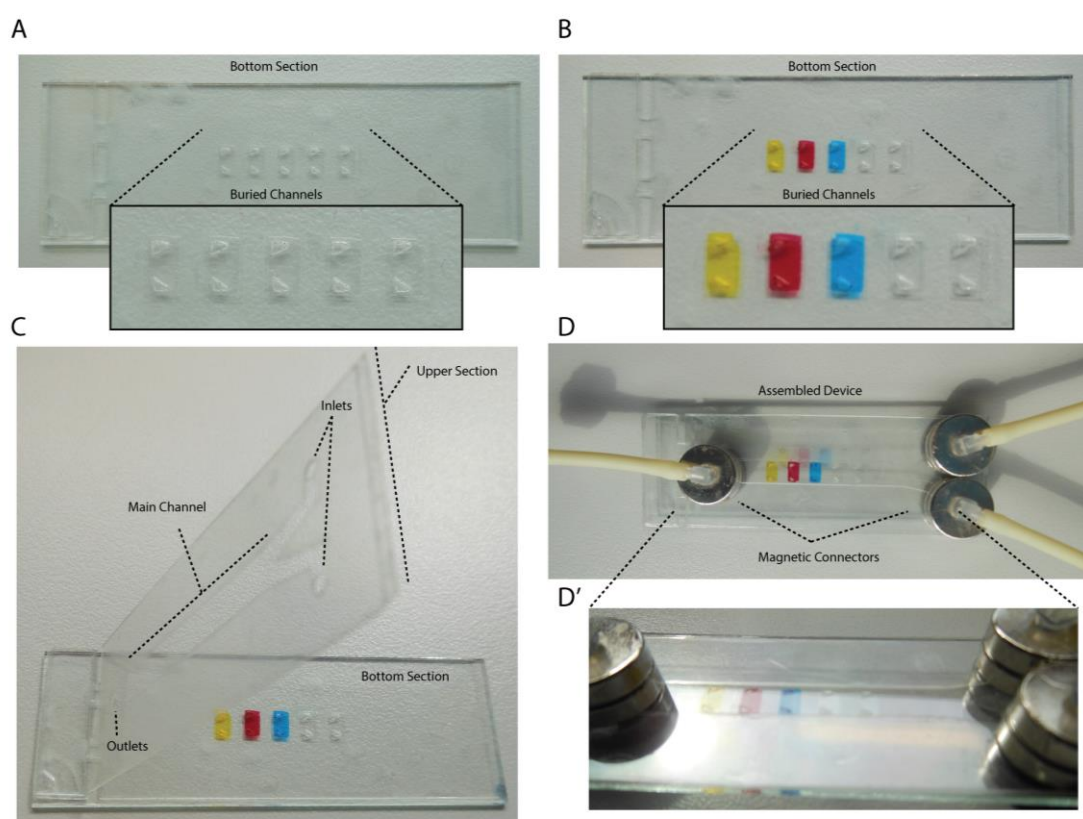 A
Bottom Section
Buried Channels
B
Bottom Section
Buried Channels
C
Upper Section
Inlets
Main Channel
Bottom Section
Outlets
D
Assembled Device
Magnetic Connectors
D’